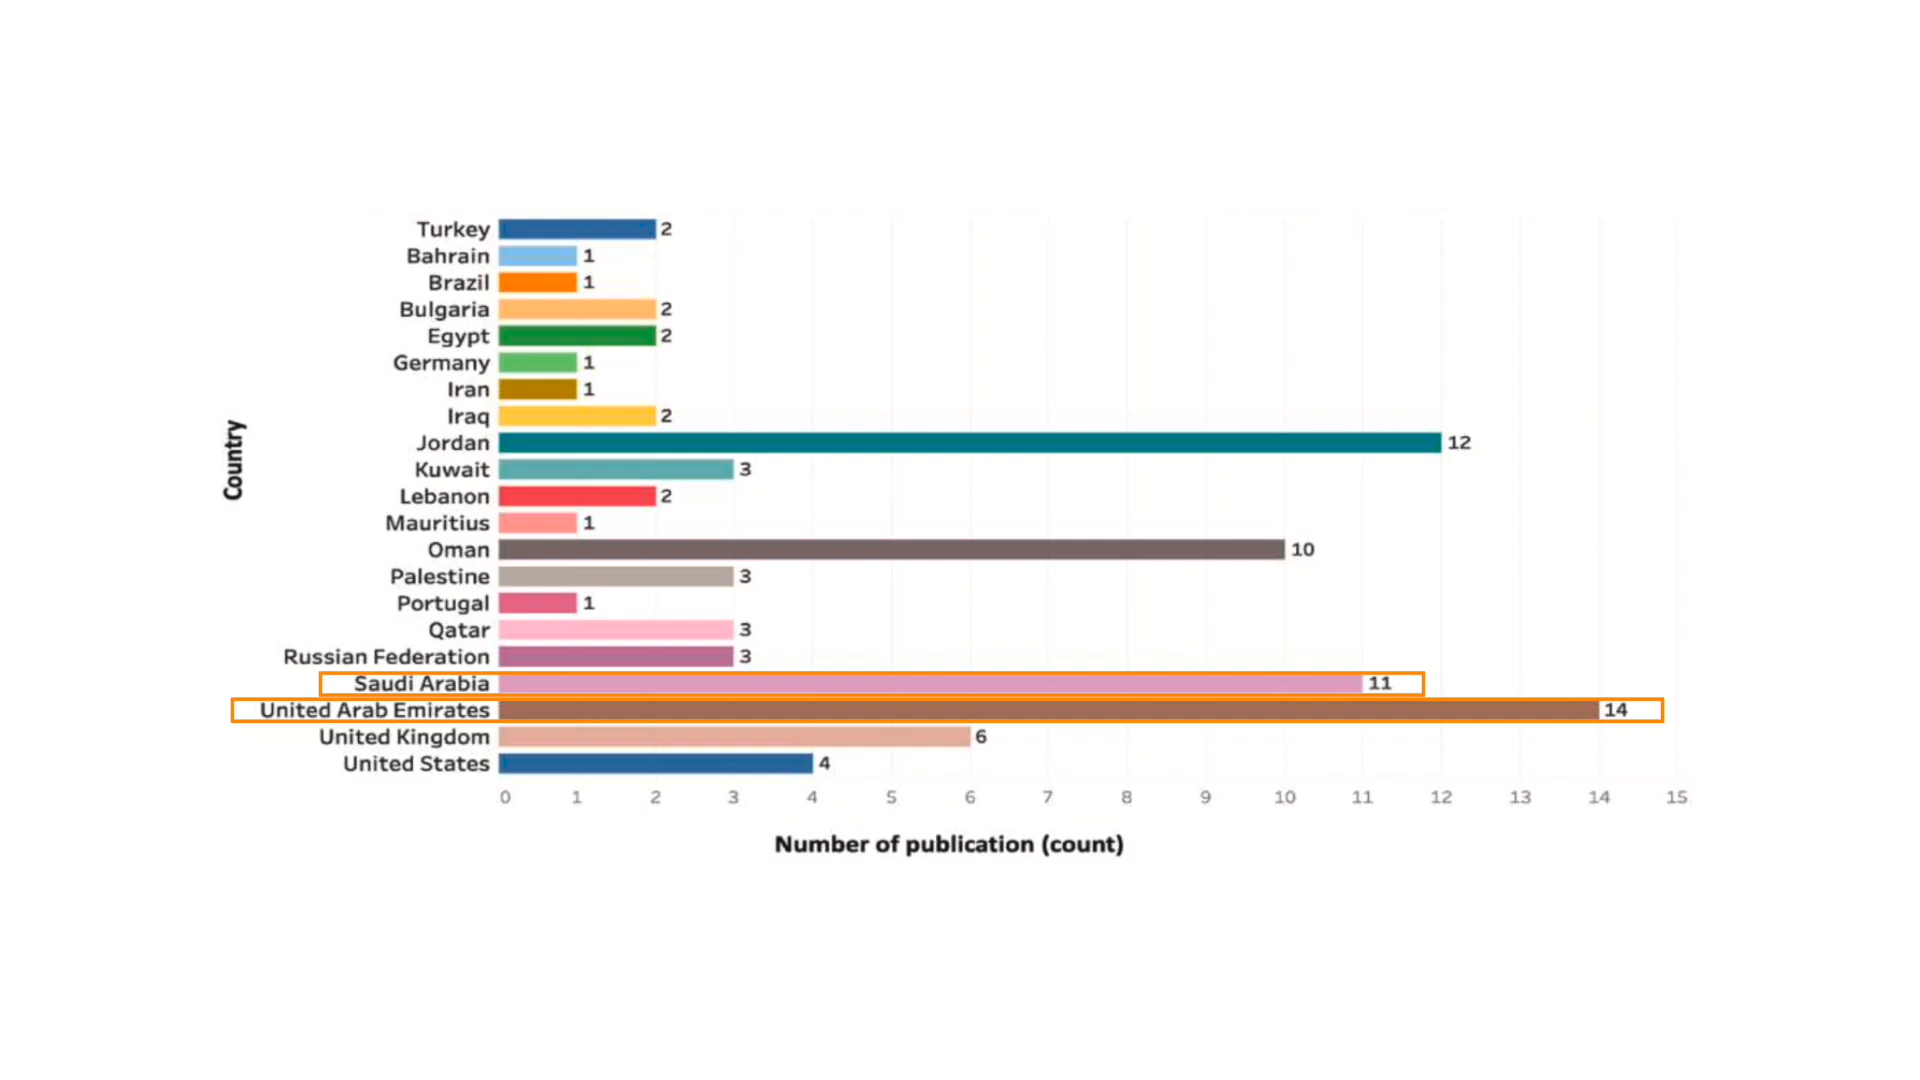 Turkey 2
Bahrain 1
Brazil 1
Bulgaria 2
Egypt 2
Germany 1
Iran 1
Iraq 2
Jordan 12
Kuwait 3
Lebanon 2
Mauritius 1
Oman 10
Palestine 3
Portugal 1
Qatar 3
Russian Federation 3
Saudi Arabia 11
United Arab Emirates 14
United Kingdom 6
United States 4
Country
0 1 2 3 4 5 6 7 8 9 10 11 12 13 14 15
Number of publication (count)